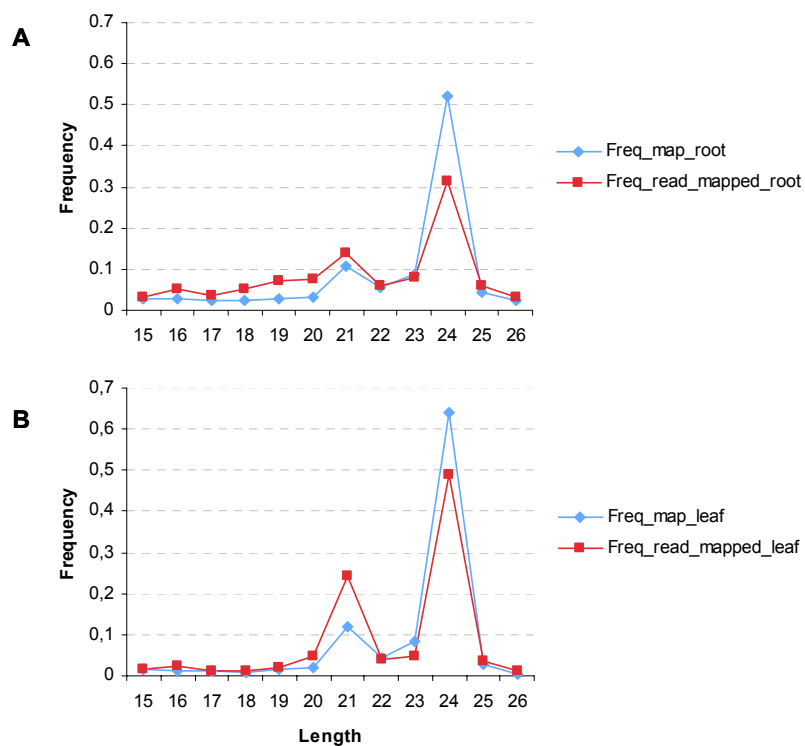 A
0.7
0.6
0.5
0.4
0.3
0.2
0.1
0
Frequency
15 16 17 18 19 20 21 22 23 24 25 26
Freq_map_root
Freq_read_mapped_root
B
0,7
0,6
0,5
0,4
0,3
0,2
0,1
0
Frequency
15 16 17 18 19 20 21 22 23 24 25 26
Length
Freq_map_leaf
Freq_read_mapped_leaf